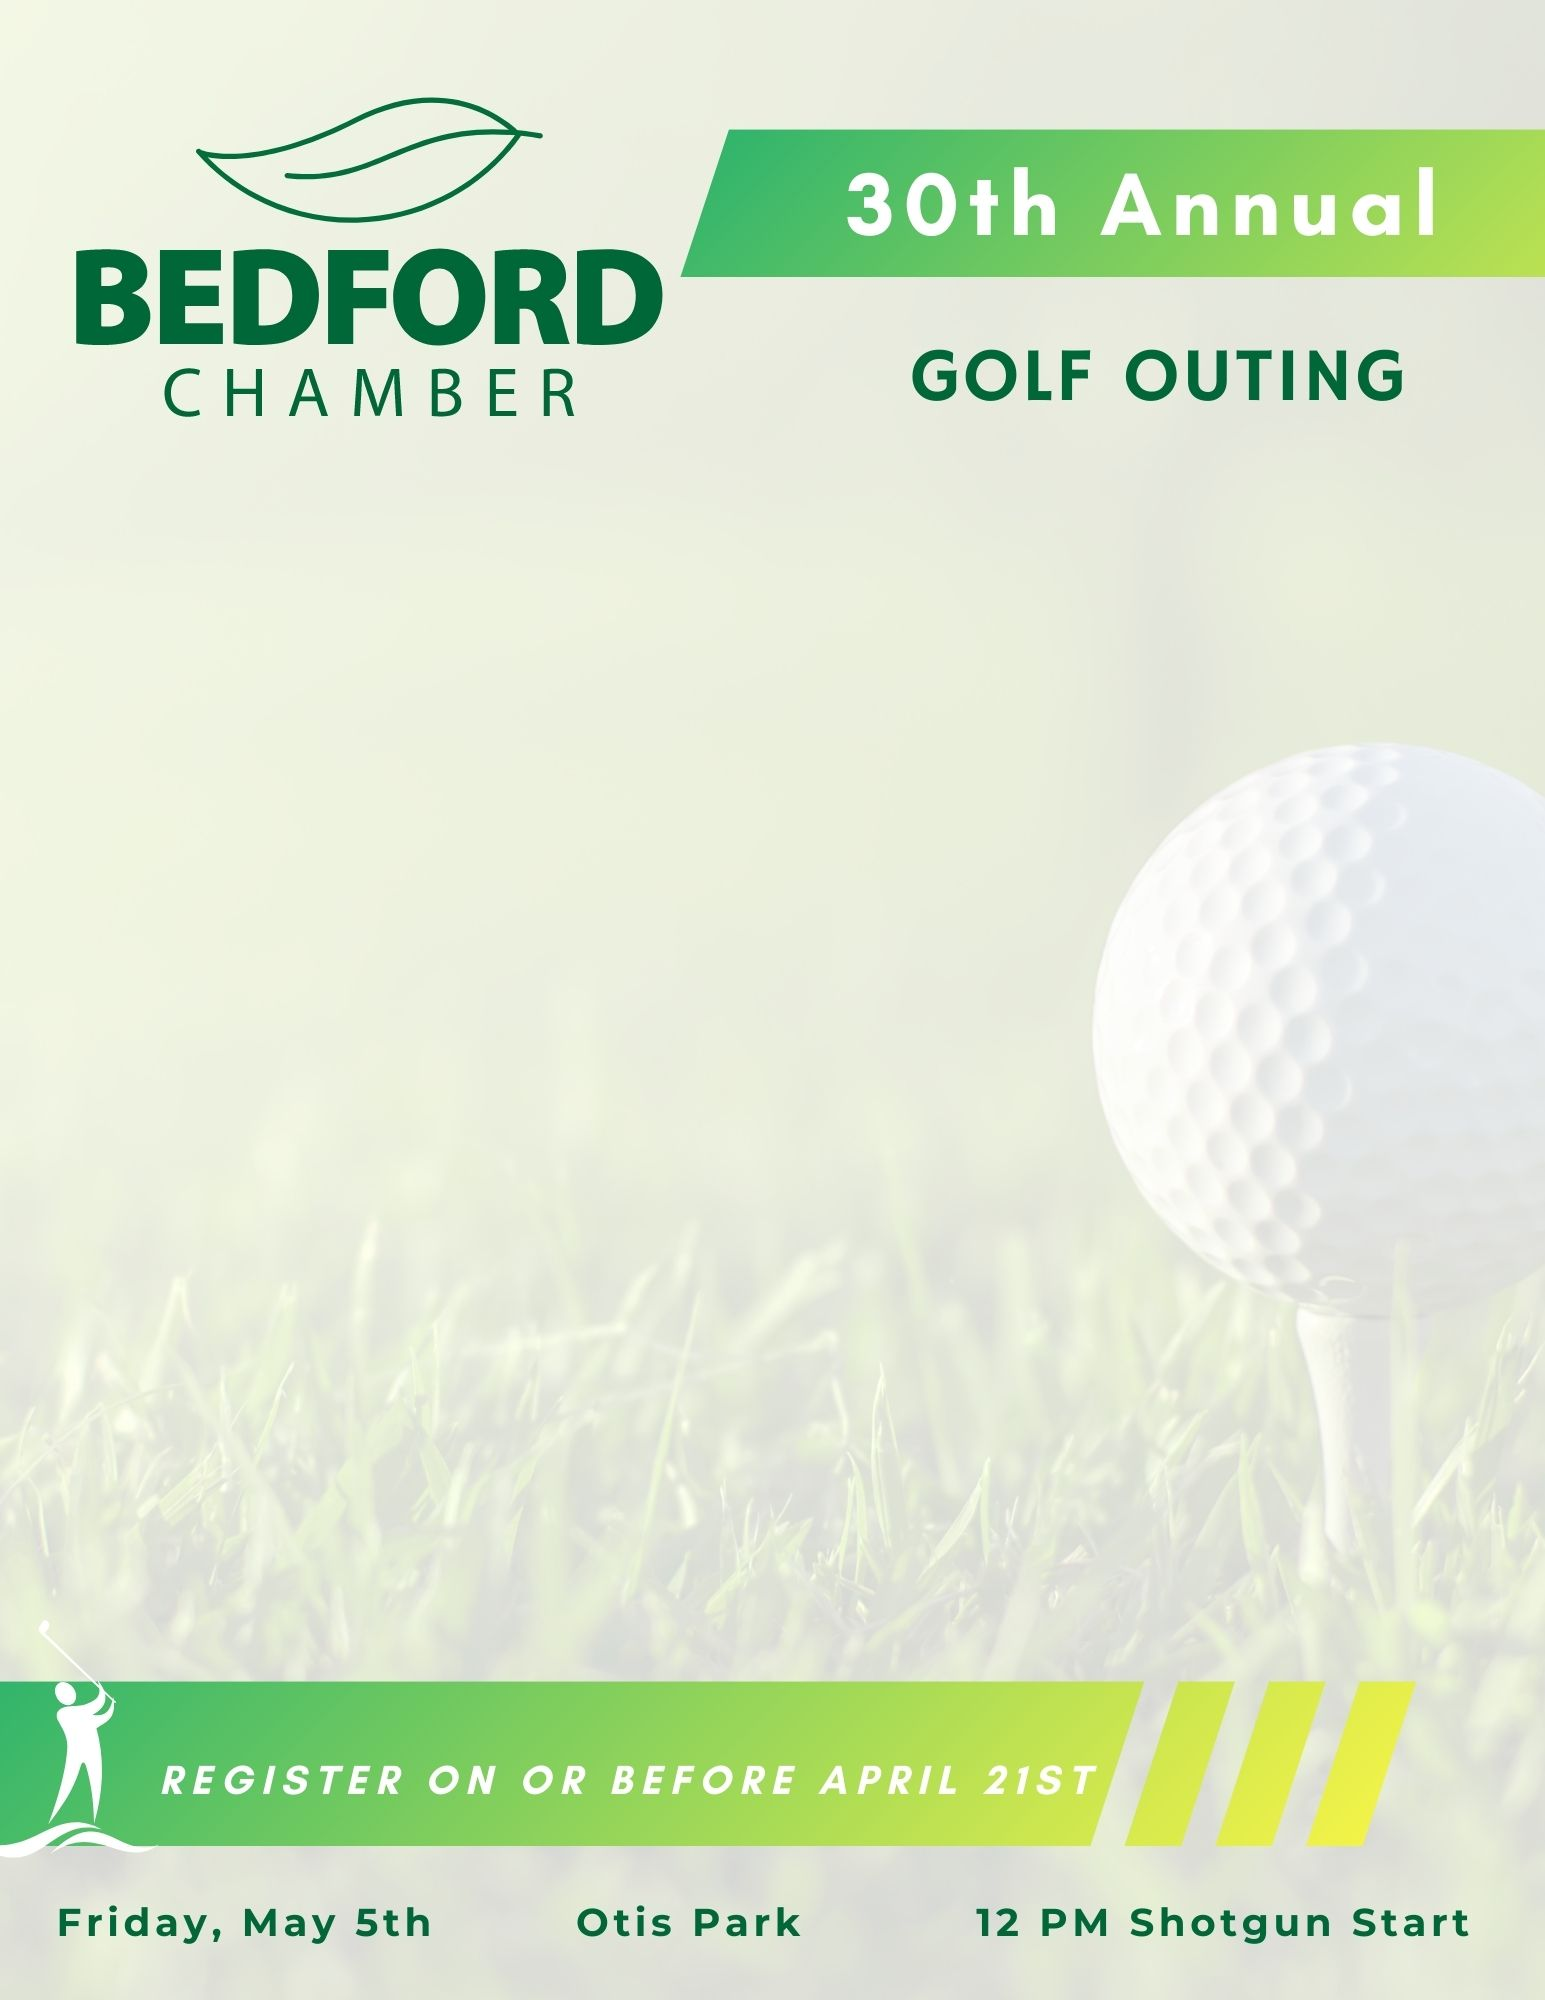 BEDFORD
CHAMBER
30th Annual
GOLF OUTING
REGISTER ON OR BEFORE APRIL 21ST
Friday, May 5th
Otis Park
12 PM Shotgun Start